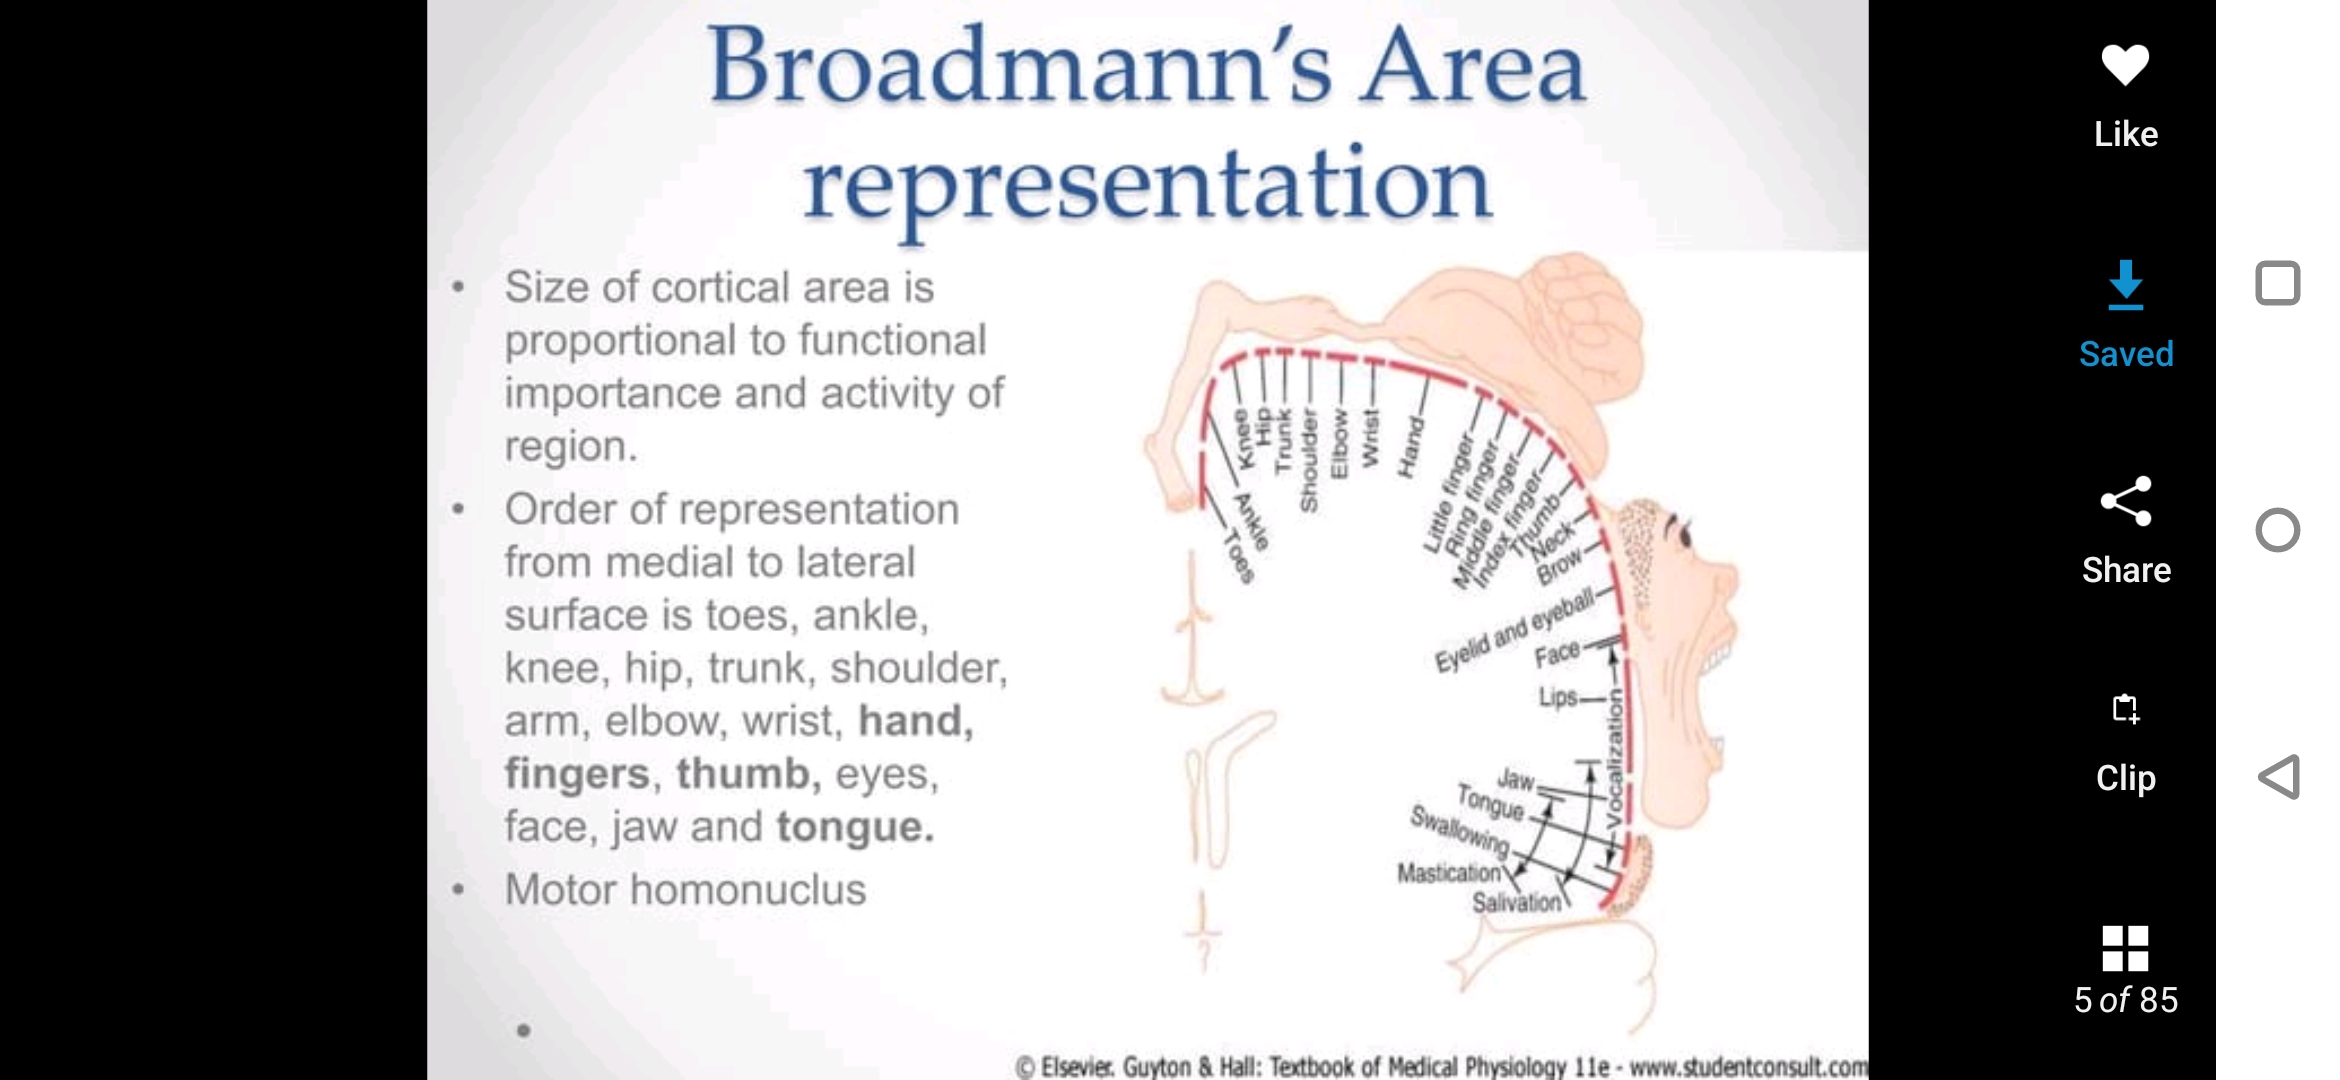 Broadmann's Area
representation
• Size of cortical area is
proportional to functional
importance and activity of
region.
• Order of representation
from medial to lateral
surface is toes, ankle,
knee, hip, trunk, shoulder,
arm, elbow, wrist, hand,
fingers, thumb, eyes,
face, jaw and tongue.
• Motor homonuclus
•
Toes
Ankle
Knee
Hip
Trunk
Shoulder
Elbow
Wrist
Hand
Little finger
Ring finger
Middle finger
Index finger
Thumb
Neck
Brow
Eyelid and eyeball
Face
Lips
Vocalization
Jaw
Tongue
Swallowing
Mastication
Salivation
?
© Elsevier. Guyton & Hall: Textbook of Medical Physiology 11e - www.studentconsult.com
Like
Saved
Share
Clip
5 of 85